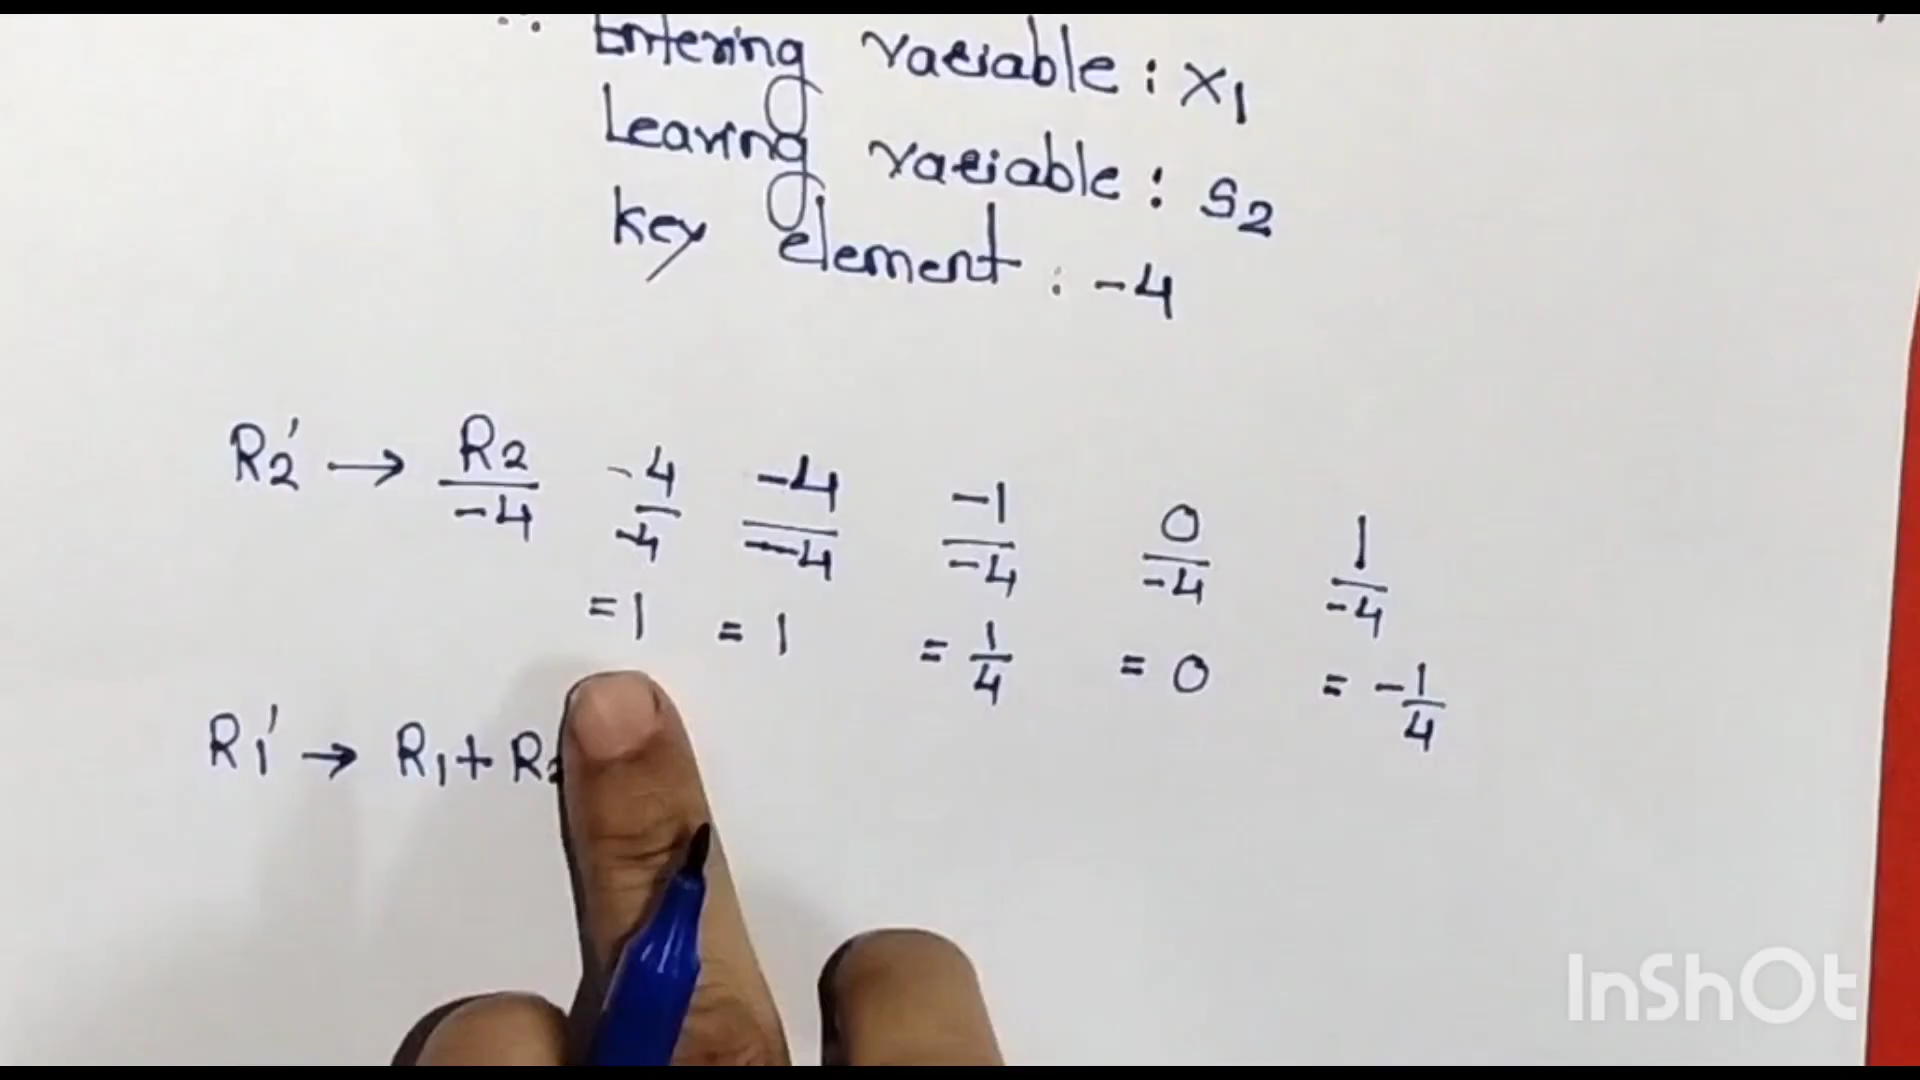 ∴ Entering variable : x1
Leaving variable : S2
Key element : -4
R2' → R2/-4  -4/-4  -4/-4  -1/-4  0/-4  1/-4
= 1  = 1  = 1/4  = 0  = -1/4
R1' → R1 + R2
InShOt